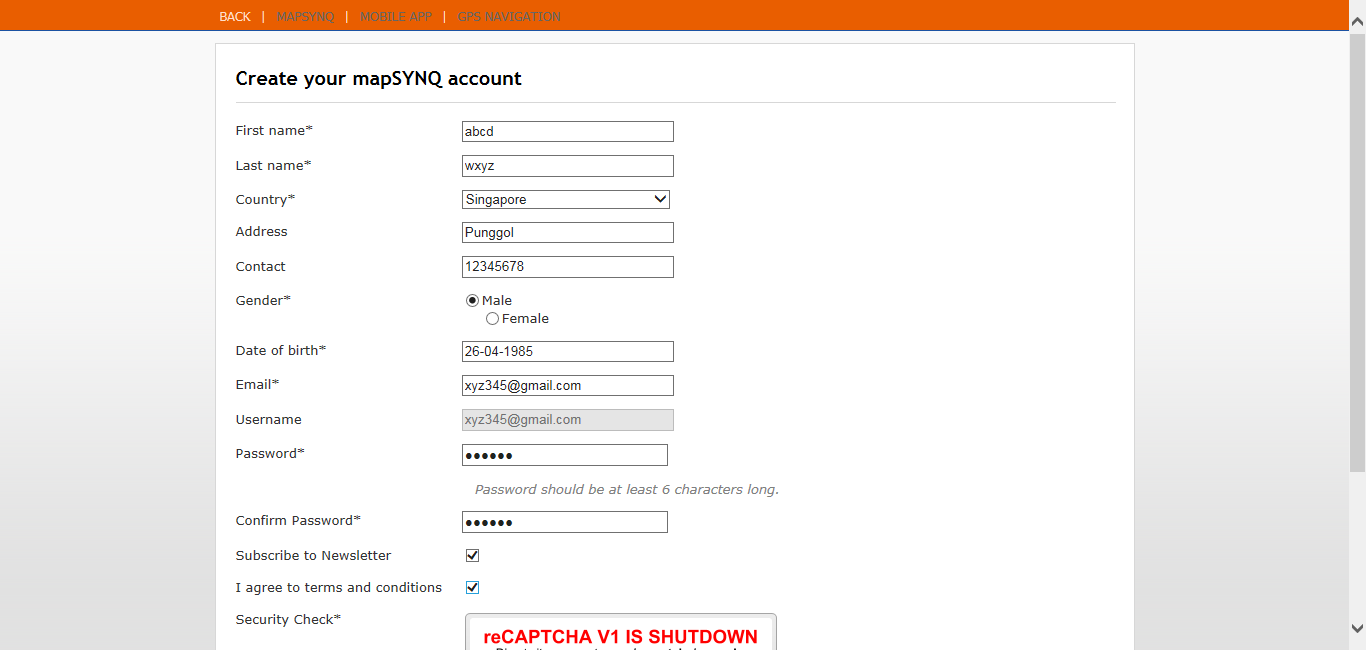 BACK | MAPSYNQ | MOBILE APP | GPS NAVIGATION
Create your mapSYNQ account
First name* abcd
Last name* wxyz
Country* Singapore
Address Punggol
Contact 12345678
Gender* Male
Female
Date of birth* 26-04-1985
Email* xyz345@gmail.com
Username xyz345@gmail.com
Password* ●●●●●●
Password should be at least 6 characters long.
Confirm Password* ●●●●●●
Subscribe to Newsletter
I agree to terms and conditions
Security Check* reCAPTCHA V1 IS SHUTDOWN